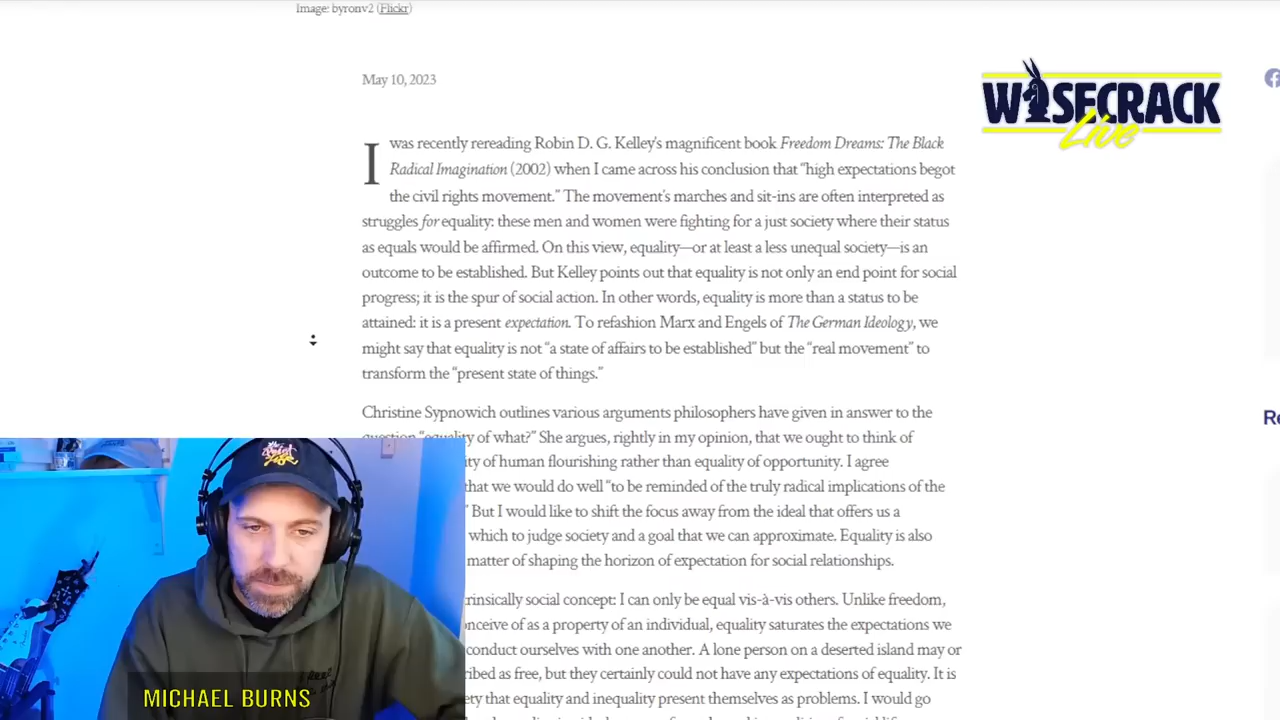 Image: byronv2 (Flickr)
May 10, 2023
WISECRACK
Live
I was recently rereading Robin D. G. Kelley's magnificent book Freedom Dreams: The Black
Radical Imagination (2002) when I came across his conclusion that “high expectations begot
the civil rights movement.” The movement's marches and sit-ins are often interpreted as
struggles for equality: these men and women were fighting for a just society where their status
as equals would be affirmed. On this view, equality—or at least a less unequal society—is an
outcome to be established. But Kelley points out that equality is not only an end point for social
progress; it is the spur of social action. In other words, equality is more than a status to be
attained: it is a present expectation. To refashion Marx and Engels of The German Ideology, we
might say that equality is not “a state of affairs to be established” but the “real movement” to
transform the “present state of things.”
Re
Christine Sypnowich outlines various arguments philosophers have given in answer to the
question “equality of what?” She argues, rightly in my opinion, that we ought to think of
ity of human flourishing rather than equality of opportunity. I agree
that we would do well “to be reminded of the truly radical implications of the
” But I would like to shift the focus away from the ideal that offers us a
which to judge society and a goal that we can approximate. Equality is also
matter of shaping the horizon of expectation for social relationships.
rinsically social concept: I can only be equal vis-à-vis others. Unlike freedom,
nceive of as a property of an individual, equality saturates the expectations we
conduct ourselves with one another. A lone person on a deserted island may or
ribed as free, but they certainly could not have any expectations of equality. It is
ety that equality and inequality present themselves as problems. I would go
MICHAEL BURNS